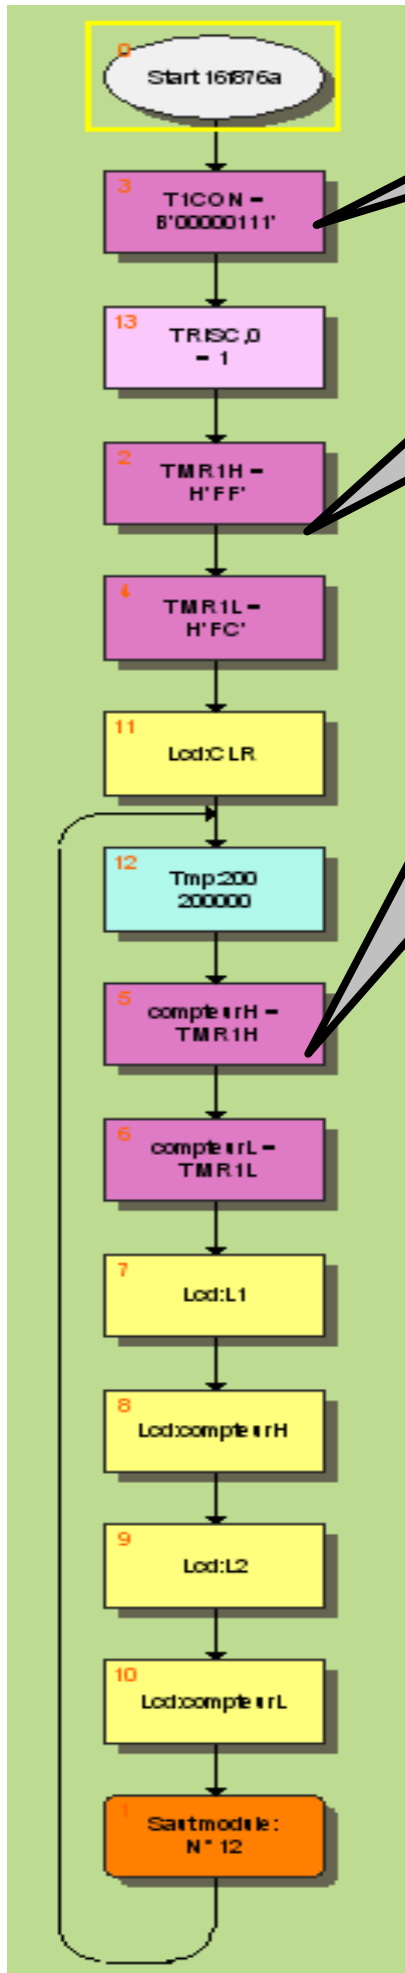 0
Start 16f876a
3
T1CON =
B'00000111'
13
TRISC,0
= 1
2
TMR1H =
H'FF'
4
TMR1L =
H'FC'
11
Lcd:CLR
12
Tmp:200
200000
5
compteurH =
TMR1H
6
compteurL =
TMR1L
7
Lcd:L1
8
Lcd:compteurH
9
Lcd:L2
10
Lcd:compteurL
1
Saut module:
N° 12